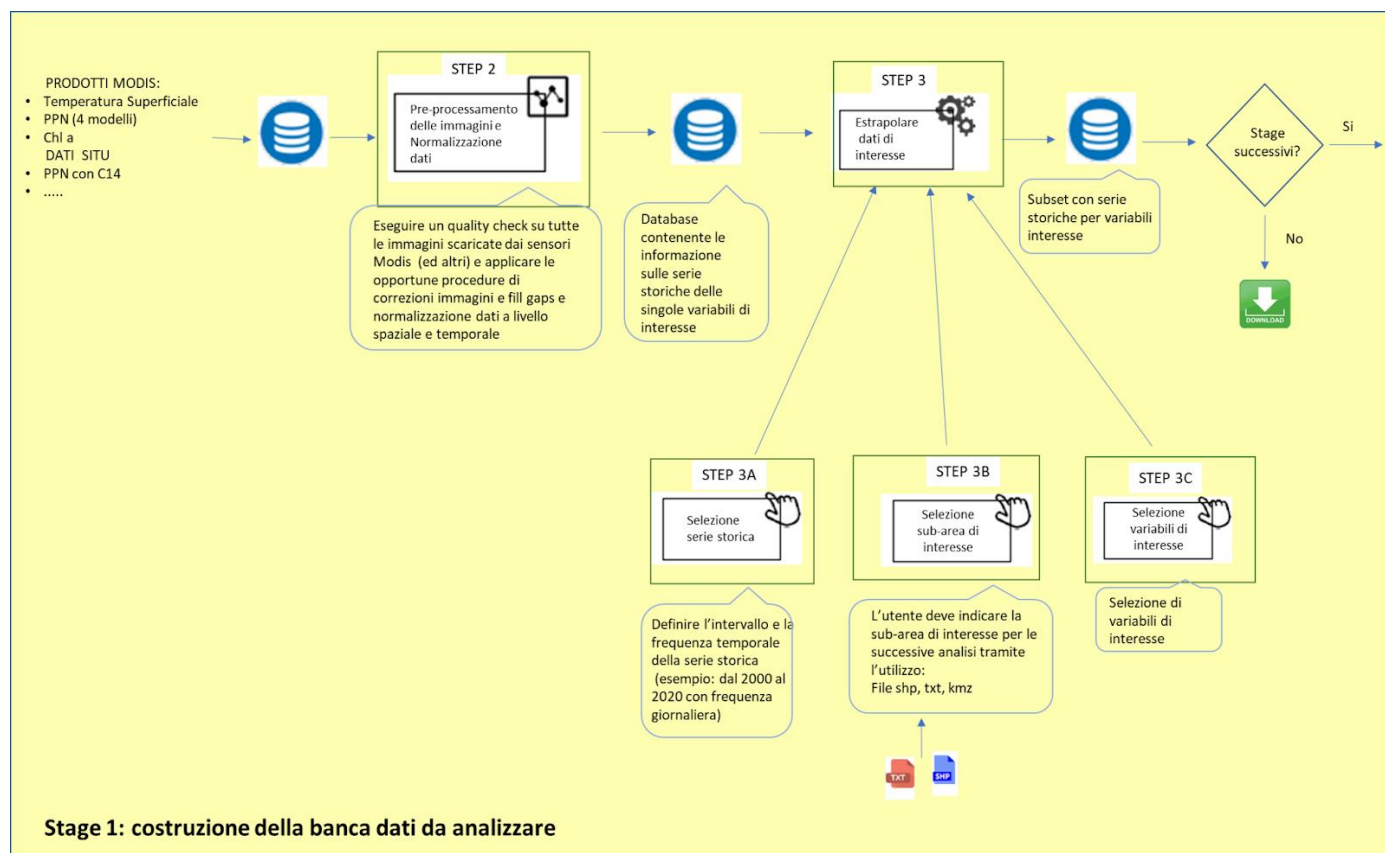 PRODOTTI MODIS:
• Temperatura Superficiale
• PPN (4 modelli)
• Chl a
DATI SITU
• PPN con C14
• .....
STEP 2
Pre-processamento
delle immagini e
Normalizzazione
dati
Eseguire un quality check su tutte
le immagini scaricate dai sensori
Modis (ed altri) e applicare le
opportune procedure di
correzioni immagini e fill gaps e
normalizzazione dati a livello
spaziale e temporale
Database
contenente le
informazione
sulle serie
storiche delle
singole variabili di
interesse
STEP 3
Estrapolare
dati di
interesse
Subset con serie
storiche per variabili
interesse
Stage
successivi?
Si
No
DOWNLOAD
STEP 3A
Selezione
serie storica
Definire l'intervallo e la
frequenza temporale
della serie storica
(esempio: dal 2000 al
2020 con frequenza
giornaliera)
STEP 3B
Selezione
sub-area di
interesse
L'utente deve indicare la
sub-area di interesse per le
successive analisi tramite
l'utilizzo:
File shp, txt, kmz
TXT
SHP
STEP 3C
Selezione
variabili di
interesse
Selezione di
variabili di
interesse
Stage 1: costruzione della banca dati da analizzare